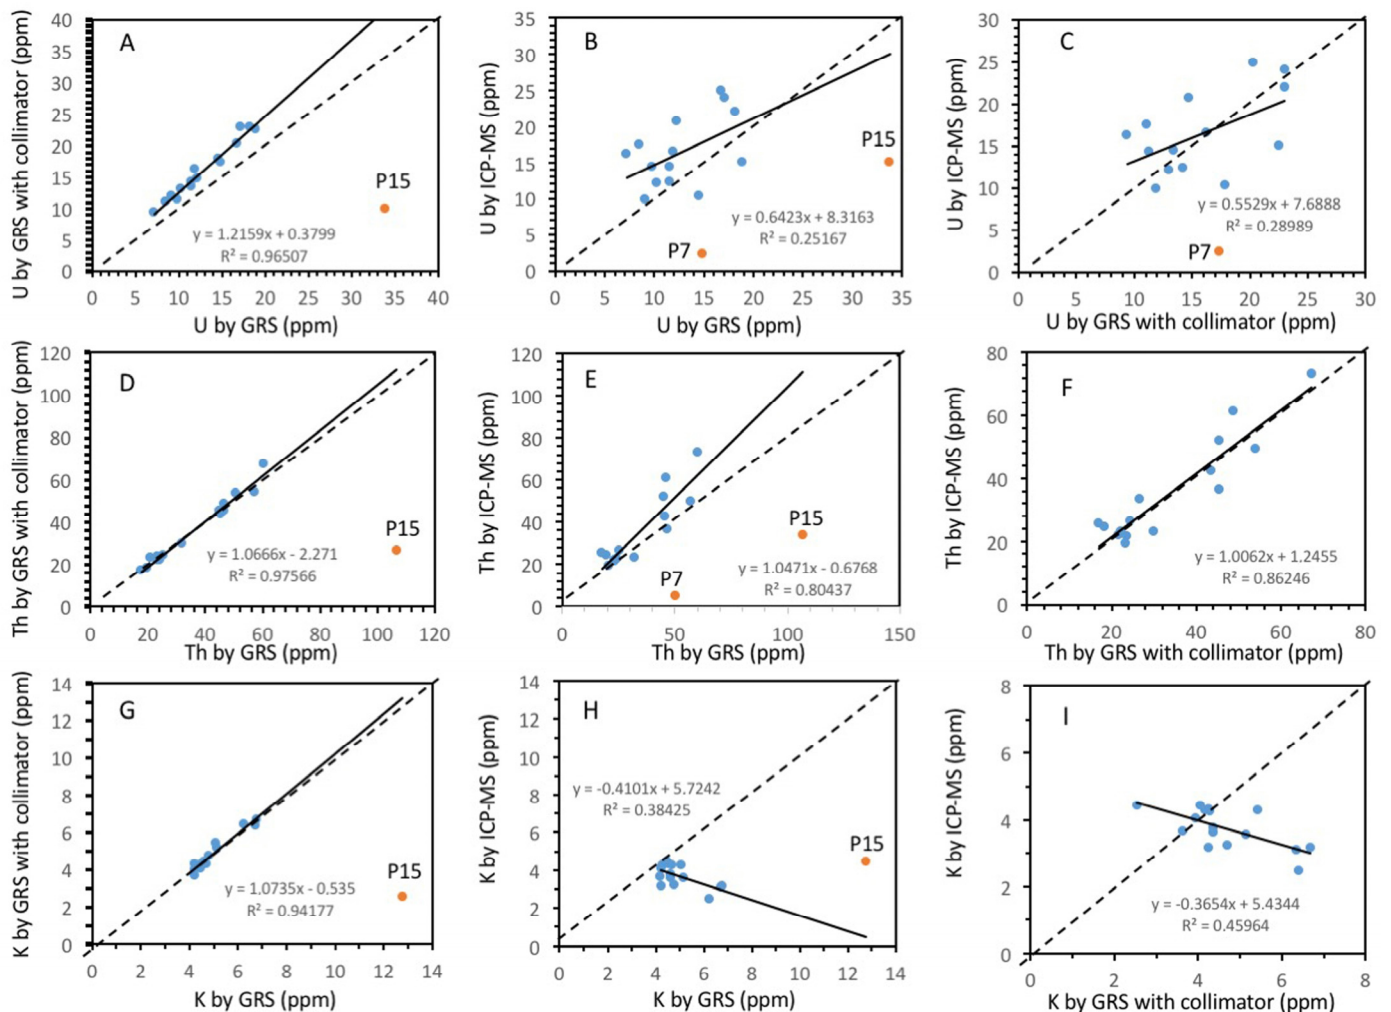 U by GRS with collimator (ppm)
40
35
30
25
20
15
10
5
0
A
P15
y = 1.2159x + 0.3799
R² = 0.96507
0 5 10 15 20 25 30 35 40
U by GRS (ppm)
U by ICP-MS (ppm)
35
30
25
20
15
10
5
0
B
P15
P7
y = 0.6423x + 8.3163
R² = 0.25167
0 5 10 15 20 25 30 35
U by GRS (ppm)
U by ICP-MS (ppm)
30
25
20
15
10
5
0
C
P7
y = 0.5529x + 7.6888
R² = 0.28989
0 5 10 15 20 25 30
U by GRS with collimator (ppm)
Th by GRS with collimator (ppm)
120
100
80
60
40
20
0
D
P15
y = 1.0666x - 2.271
R² = 0.97566
0 20 40 60 80 100 120
Th by GRS (ppm)
Th by ICP-MS (ppm)
120
100
80
60
40
20
0
E
P15
P7
y = 1.0471x - 0.6768
R² = 0.80437
0 50 100 150
Th by GRS (ppm)
Th by ICP-MS (ppm)
80
60
40
20
0
F
y = 1.0062x + 1.2455
R² = 0.86246
0 20 40 60 80
Th by GRS with collimator (ppm)
K by GRS with collimator (ppm)
14
12
10
8
6
4
2
0
G
P15
y = 1.0735x - 0.535
R² = 0.94177
0 2 4 6 8 10 12 14
K by GRS (ppm)
K by ICP-MS (ppm)
14
12
10
8
6
4
2
0
H
y = -0.4101x + 5.7242
R² = 0.38425
P15
0 2 4 6 8 10 12 14
K by GRS (ppm)
K by ICP-MS (ppm)
8
6
4
2
0
I
y = -0.3654x + 5.4344
R² = 0.45964
0 2 4 6 8
K by GRS with collimator (ppm)